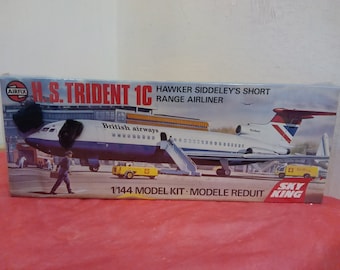 AIRFIX
H.S. TRIDENT 1C
HAWKER SIDDELEY'S SHORT
RANGE AIRLINER
British airways
1/144 MODEL KIT · MODELE REDUIT
SKY
KING